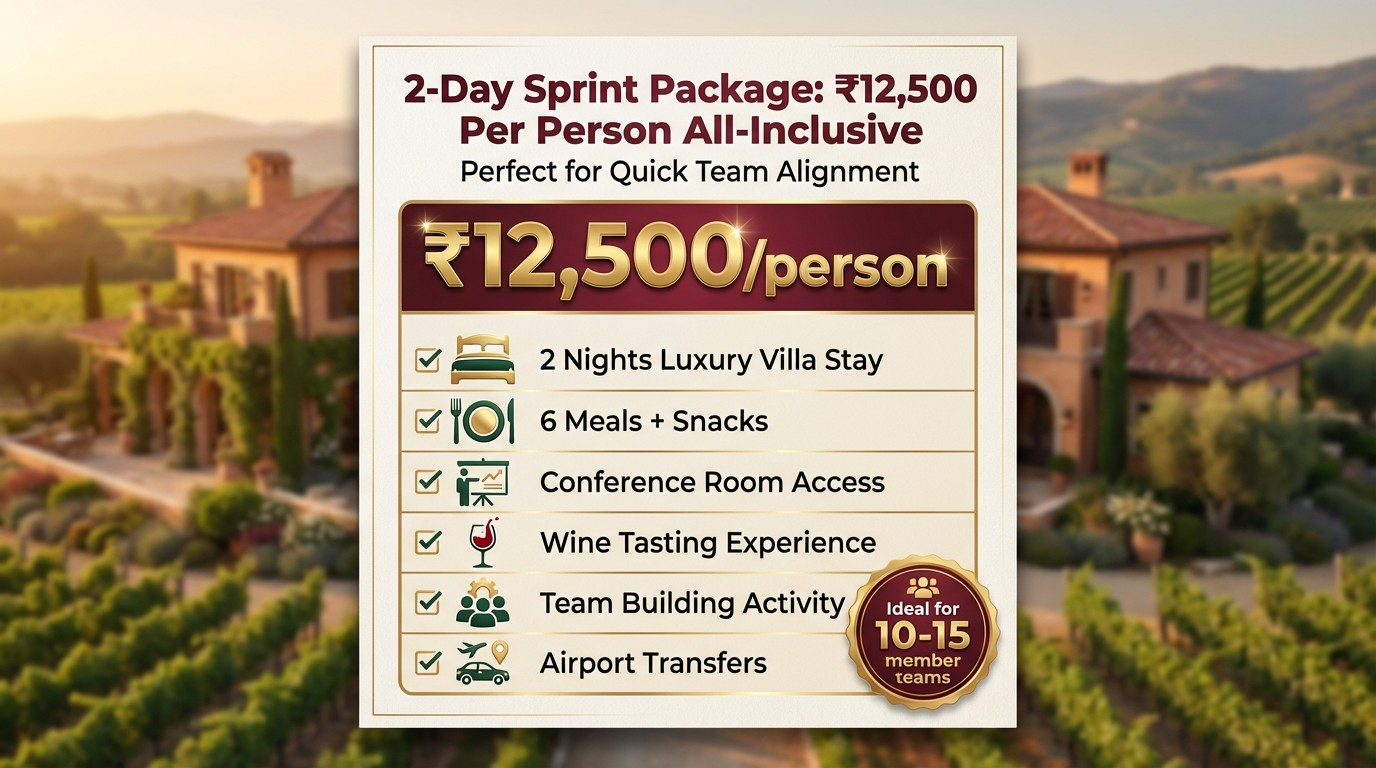 2-Day Sprint Package: ₹12,500
Per Person All-Inclusive
Perfect for Quick Team Alignment
₹12,500/person
2 Nights Luxury Villa Stay
6 Meals + Snacks
Conference Room Access
Wine Tasting Experience
Team Building Activity
Airport Transfers
Ideal for
10-15
member
teams